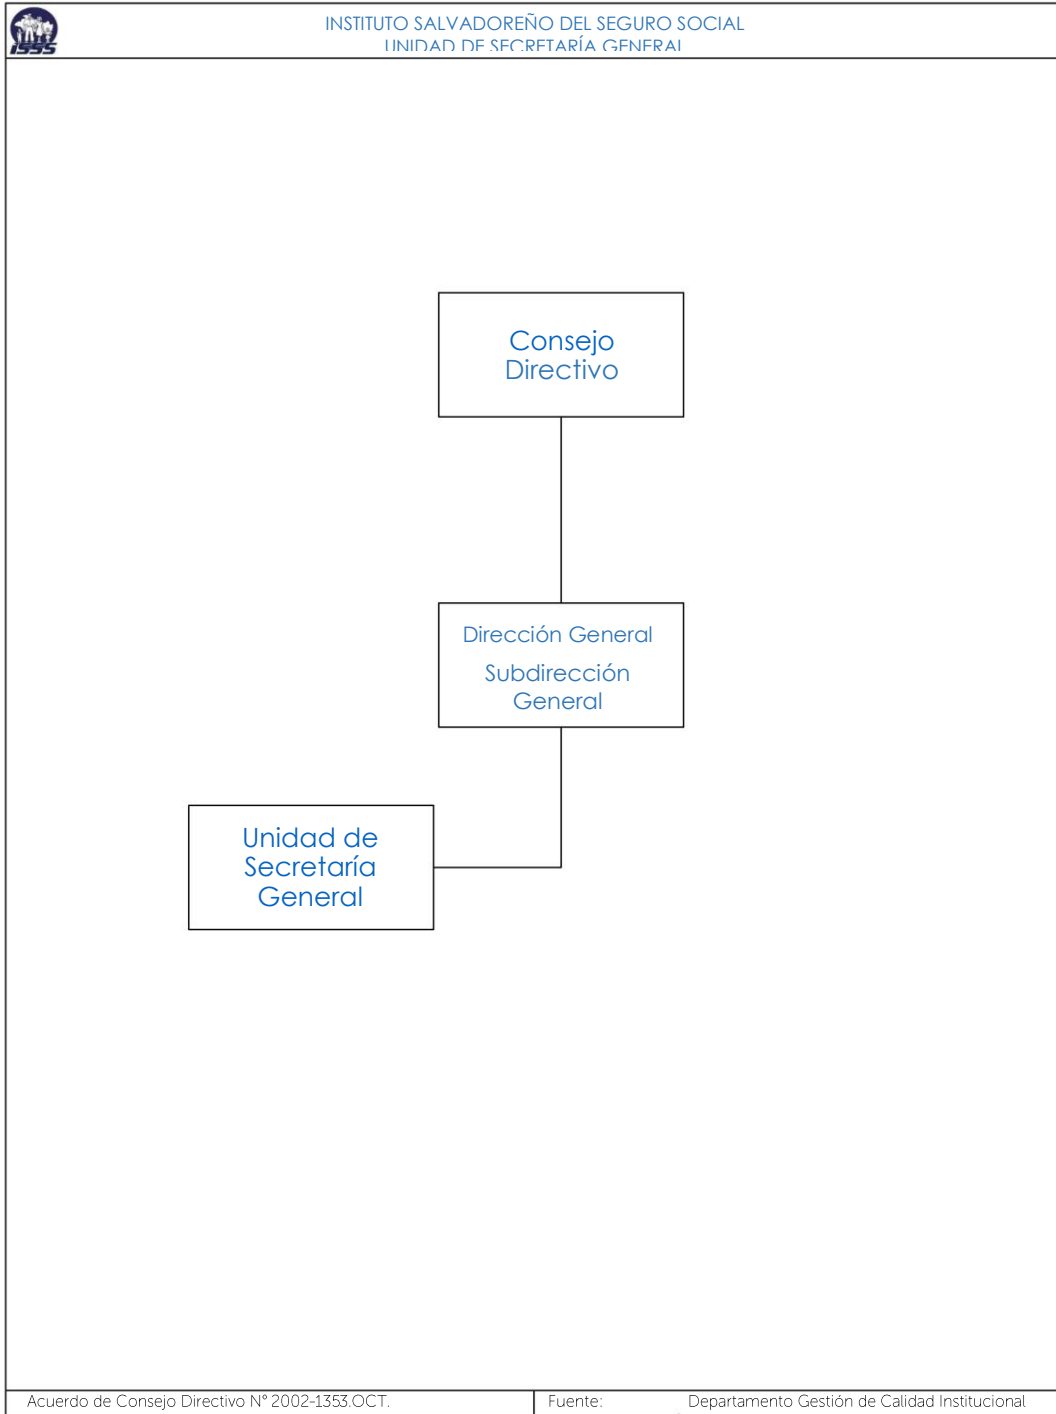 ISSS
INSTITUTO SALVADOREÑO DEL SEGURO SOCIAL
UNIDAD DE SECRETARÍA GENERAL
Consejo
Directivo
Dirección General
Subdirección
General
Unidad de
Secretaría
General
Acuerdo de Consejo Directivo N° 2002-1353.OCT.
Fuente: Departamento Gestión de Calidad Institucional